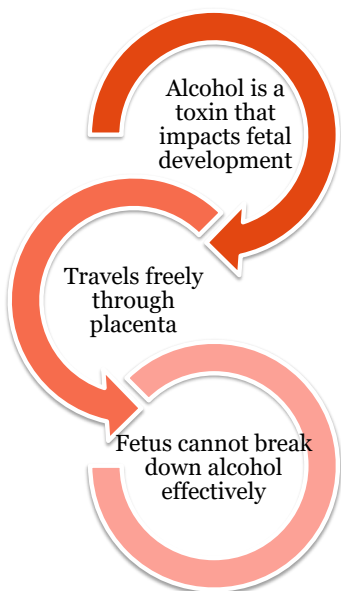 Alcohol is a
toxin that
impacts fetal
development
Travels freely
through
placenta
Fetus cannot break
down alcohol
effectively